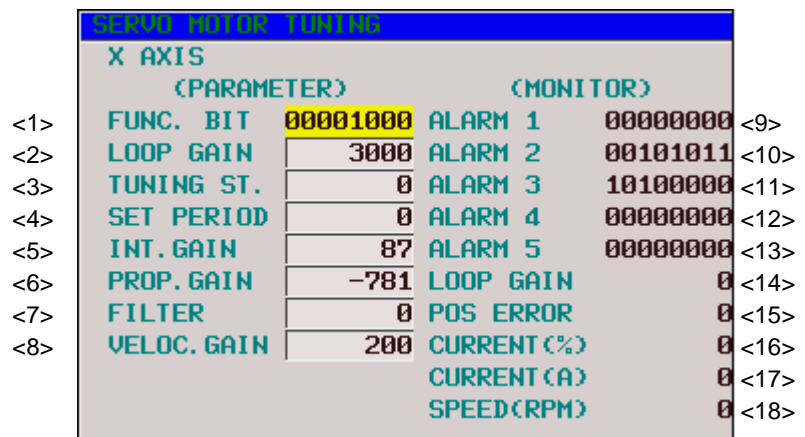 SERVO MOTOR TUNING
X AXIS
(PARAMETER) (MONITOR)
<1> FUNC. BIT 00001000 ALARM 1 00000000 <9>
<2> LOOP GAIN 3000 ALARM 2 00101011 <10>
<3> TUNING ST. 0 ALARM 3 10100000 <11>
<4> SET PERIOD 0 ALARM 4 00000000 <12>
<5> INT.GAIN 87 ALARM 5 00000000 <13>
<6> PROP.GAIN -781 LOOP GAIN 0 <14>
<7> FILTER 0 POS ERROR 0 <15>
<8> VELOC.GAIN 200 CURRENT(%) 0 <16>
CURRENT(A) 0 <17>
SPEED(RPM) 0 <18>